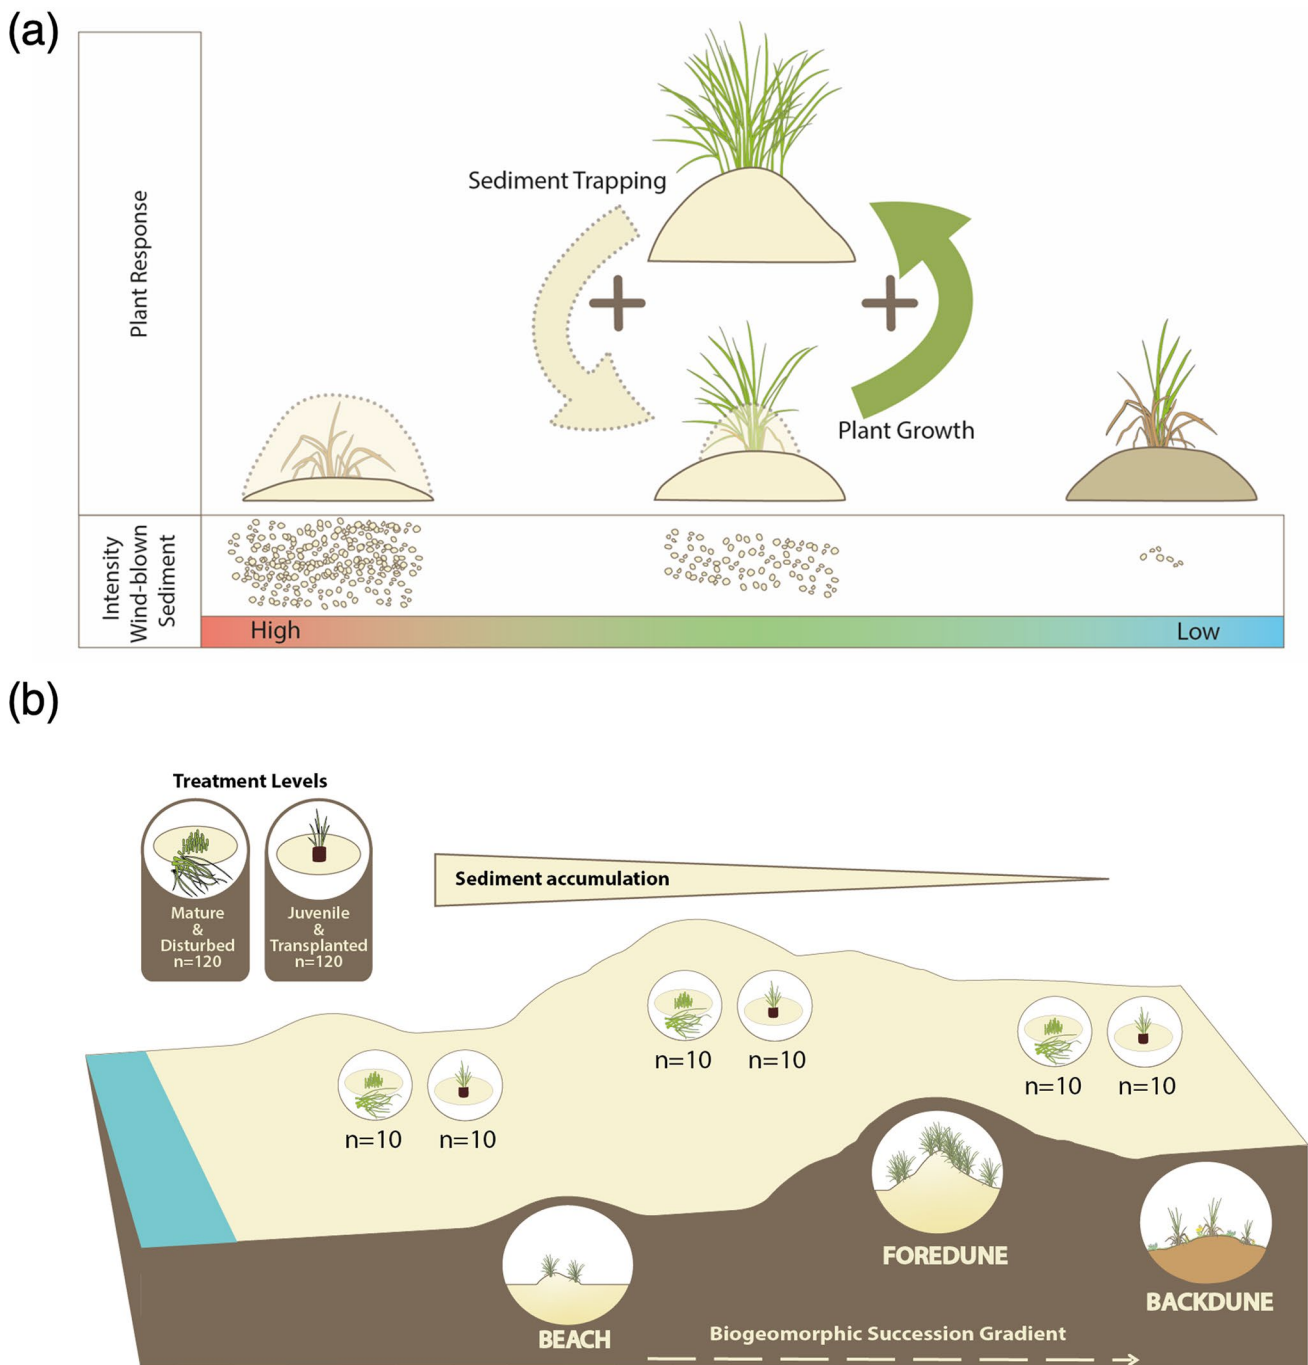 (a)
Plant Response
Sediment Trapping
Plant Growth
Intensity
Wind-blown
Sediment
High
Low
(b)
Treatment Levels
Mature
&
Disturbed
n=120
Juvenile
&
Transplanted
n=120
Sediment accumulation
n=10
n=10
n=10
n=10
n=10
n=10
BEACH
FOREDUNE
BACKDUNE
Biogeomorphic Succession Gradient